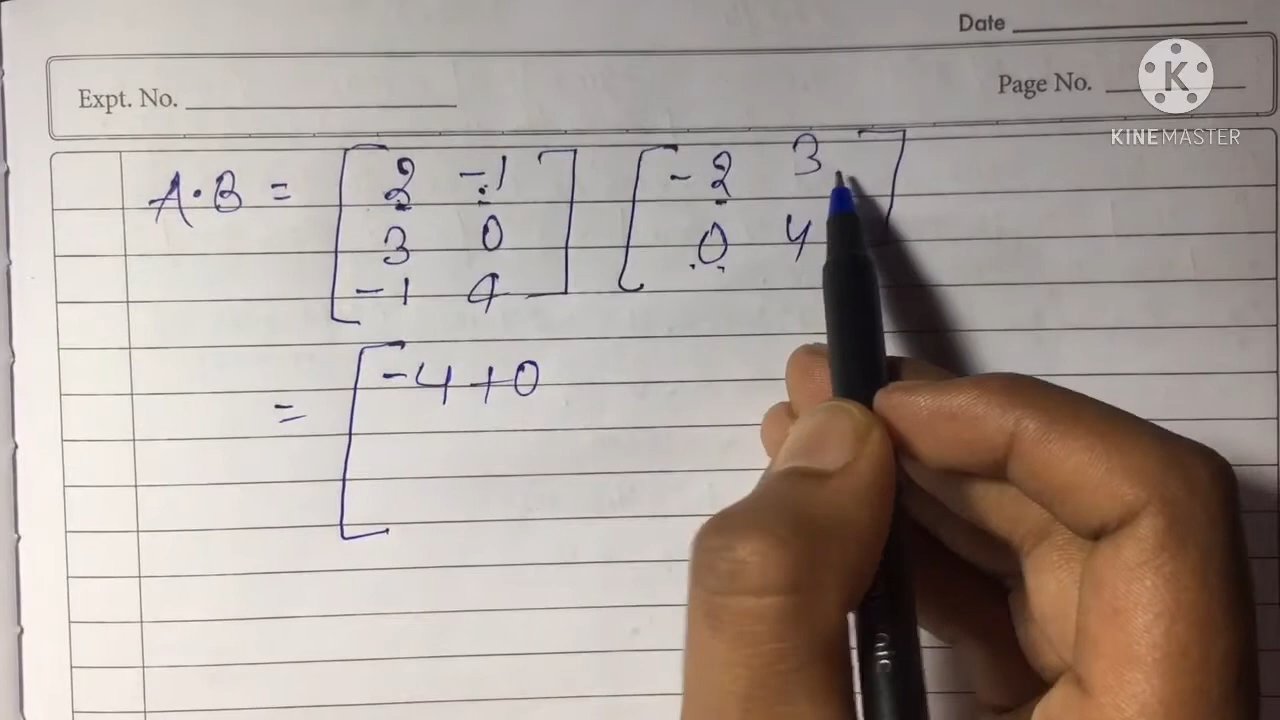 Date
Expt. No.
Page No.
K
KINEMASTER
A·B = [ 2 -1 ] [ -2 3 ]
3 0 0 4
-1 4
= [ -4+0